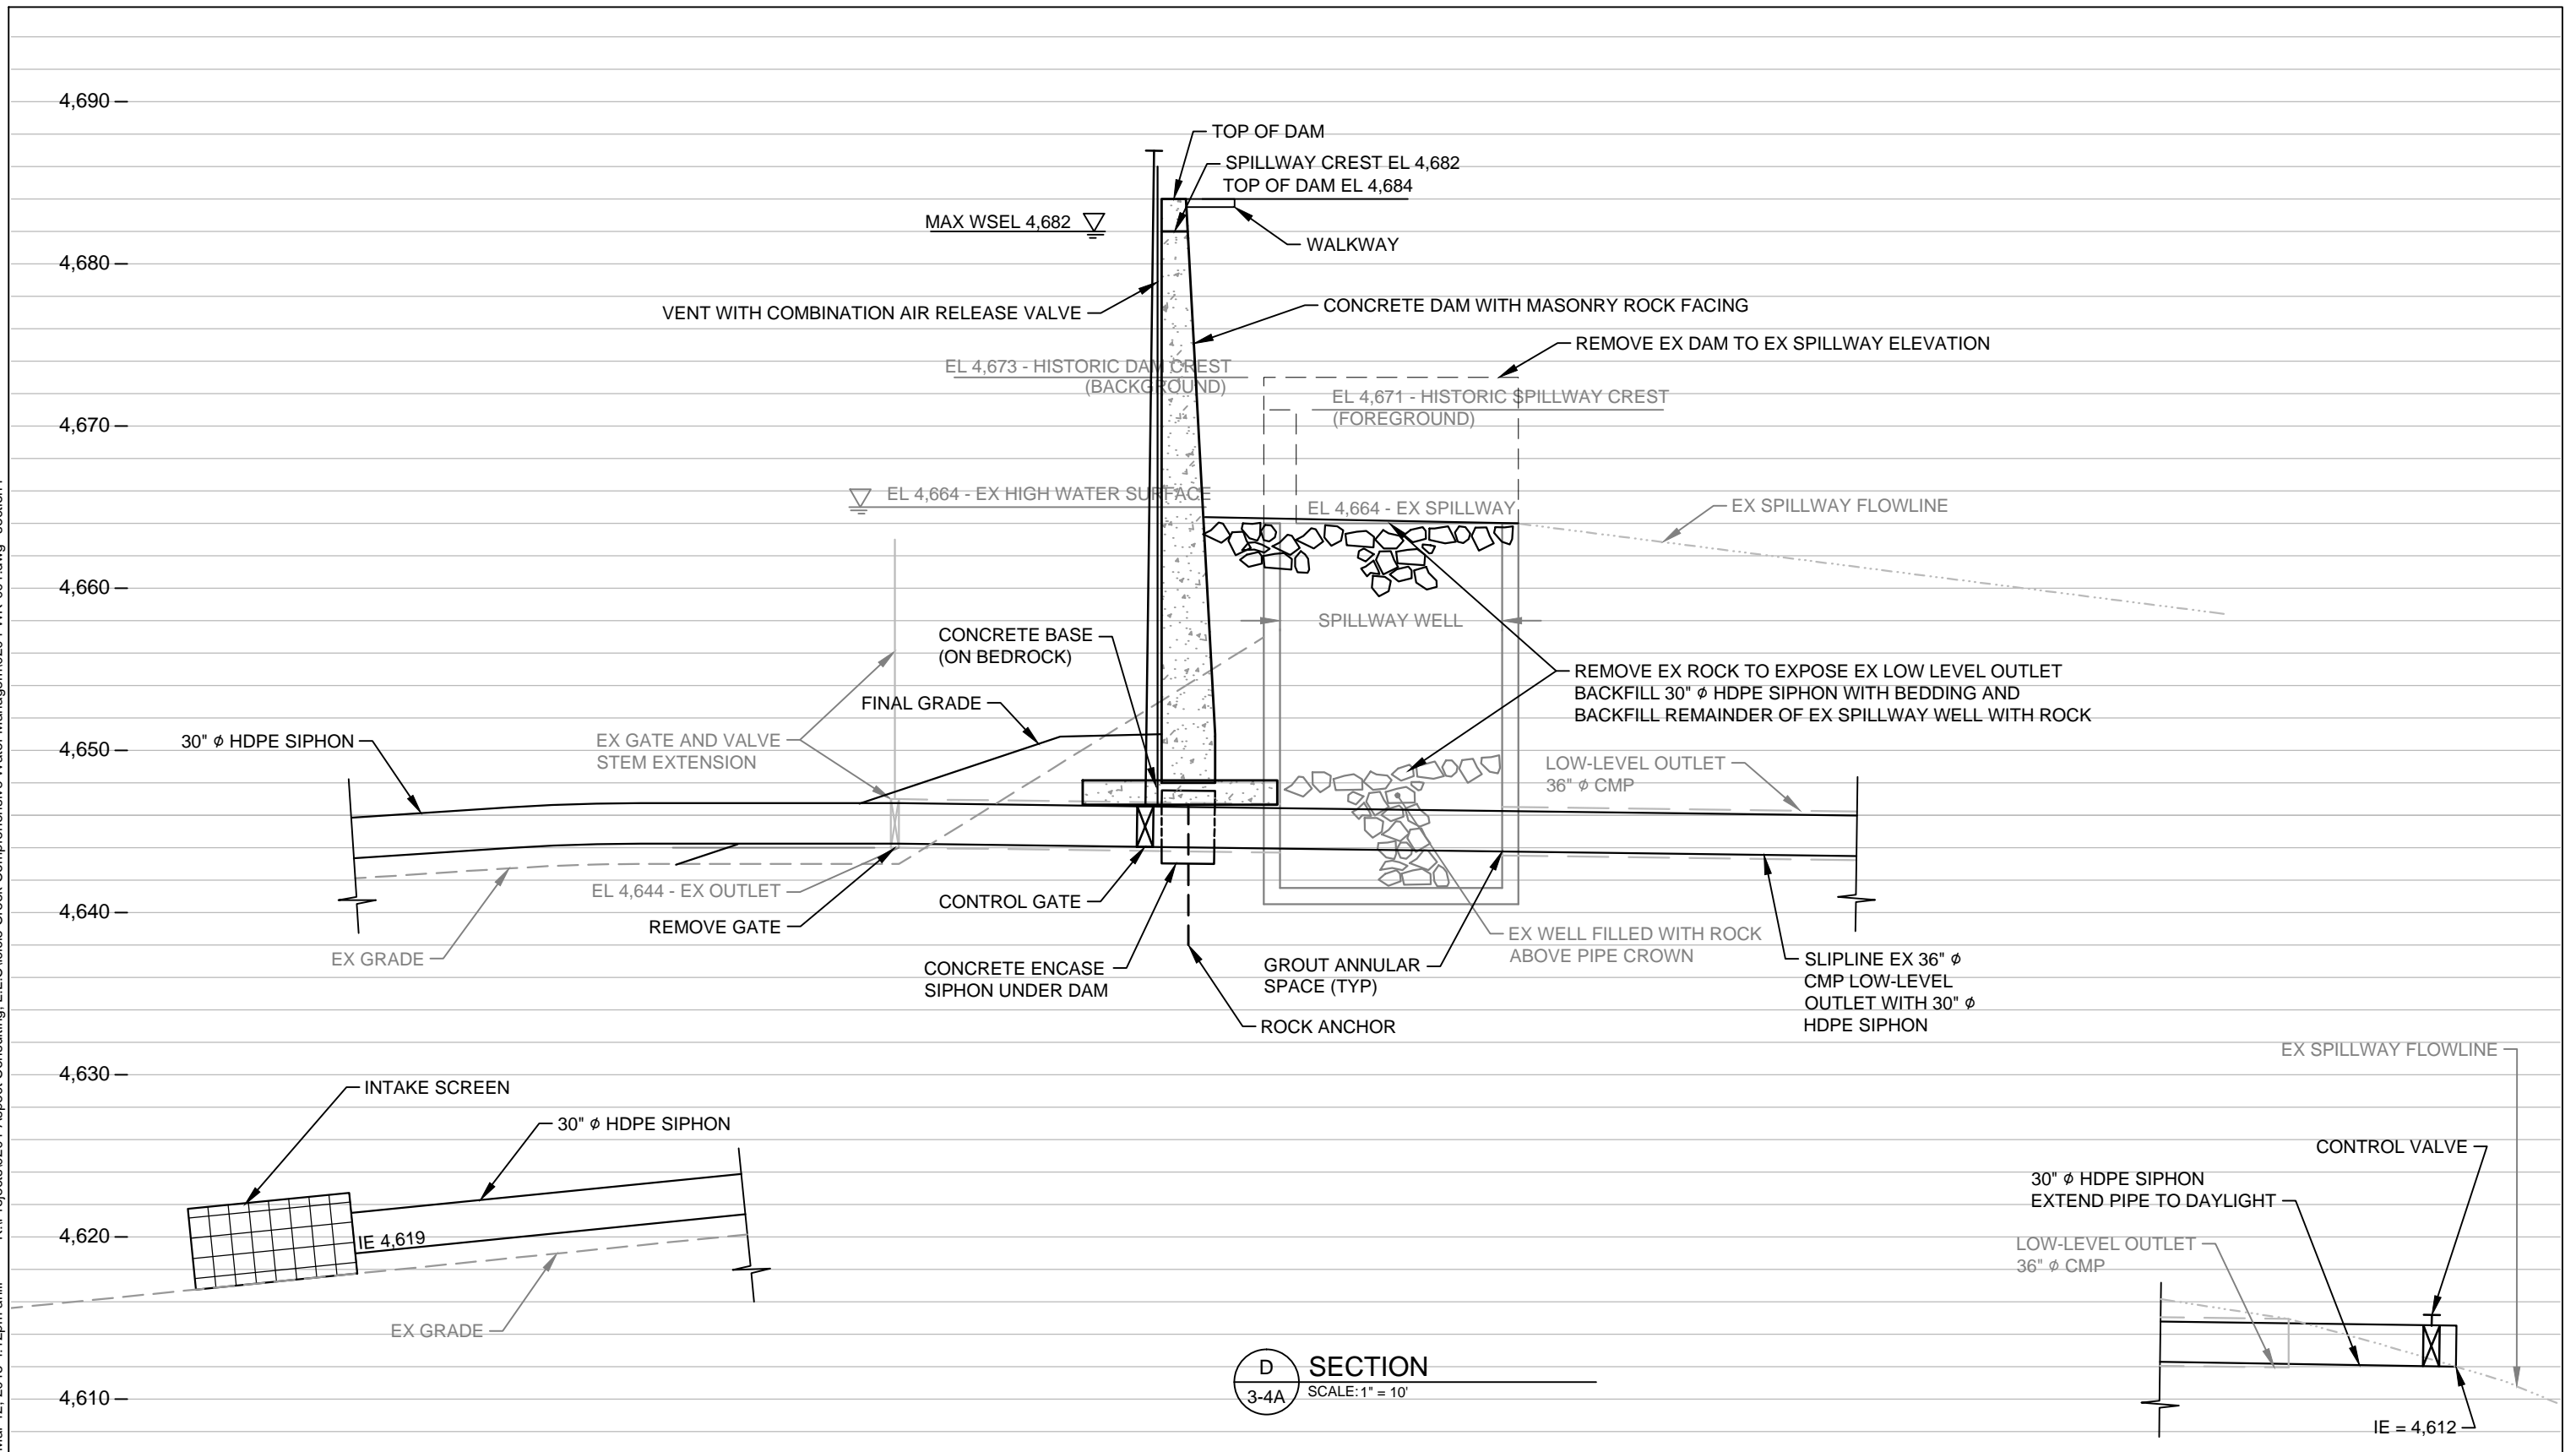 4,690
4,680
4,670
4,660
4,650
4,640
4,630
4,620
4,610
TOP OF DAM
SPILLWAY CREST EL 4,682
TOP OF DAM EL 4,684
MAX WSEL 4,682
WALKWAY
VENT WITH COMBINATION AIR RELEASE VALVE
CONCRETE DAM WITH MASONRY ROCK FACING
REMOVE EX DAM TO EX SPILLWAY ELEVATION
EL 4,673 - HISTORIC DAM CREST
(BACKGROUND)
EL 4,671 - HISTORIC SPILLWAY CREST
(FOREGROUND)
EL 4,664 - EX HIGH WATER SURFACE
EL 4,664 - EX SPILLWAY
EX SPILLWAY FLOWLINE
SPILLWAY WELL
CONCRETE BASE
(ON BEDROCK)
FINAL GRADE
REMOVE EX ROCK TO EXPOSE EX LOW LEVEL OUTLET
BACKFILL 30" ⌀ HDPE SIPHON WITH BEDDING AND
BACKFILL REMAINDER OF EX SPILLWAY WELL WITH ROCK
30" ⌀ HDPE SIPHON
EX GATE AND VALVE
STEM EXTENSION
LOW-LEVEL OUTLET
36" ⌀ CMP
EL 4,644 - EX OUTLET
REMOVE GATE
CONTROL GATE
EX GRADE
CONCRETE ENCASE
SIPHON UNDER DAM
GROUT ANNULAR
SPACE (TYP)
ROCK ANCHOR
EX WELL FILLED WITH ROCK
ABOVE PIPE CROWN
SLIPLINE EX 36" ⌀
CMP LOW-LEVEL
OUTLET WITH 30" ⌀
HDPE SIPHON
INTAKE SCREEN
30" ⌀ HDPE SIPHON
IE 4,619
EX GRADE
EX SPILLWAY FLOWLINE
CONTROL VALVE
30" ⌀ HDPE SIPHON
EXTEND PIPE TO DAYLIGHT
LOW-LEVEL OUTLET
36" ⌀ CMP
IE = 4,612
D
3-4A
SECTION
SCALE: 1" = 10'